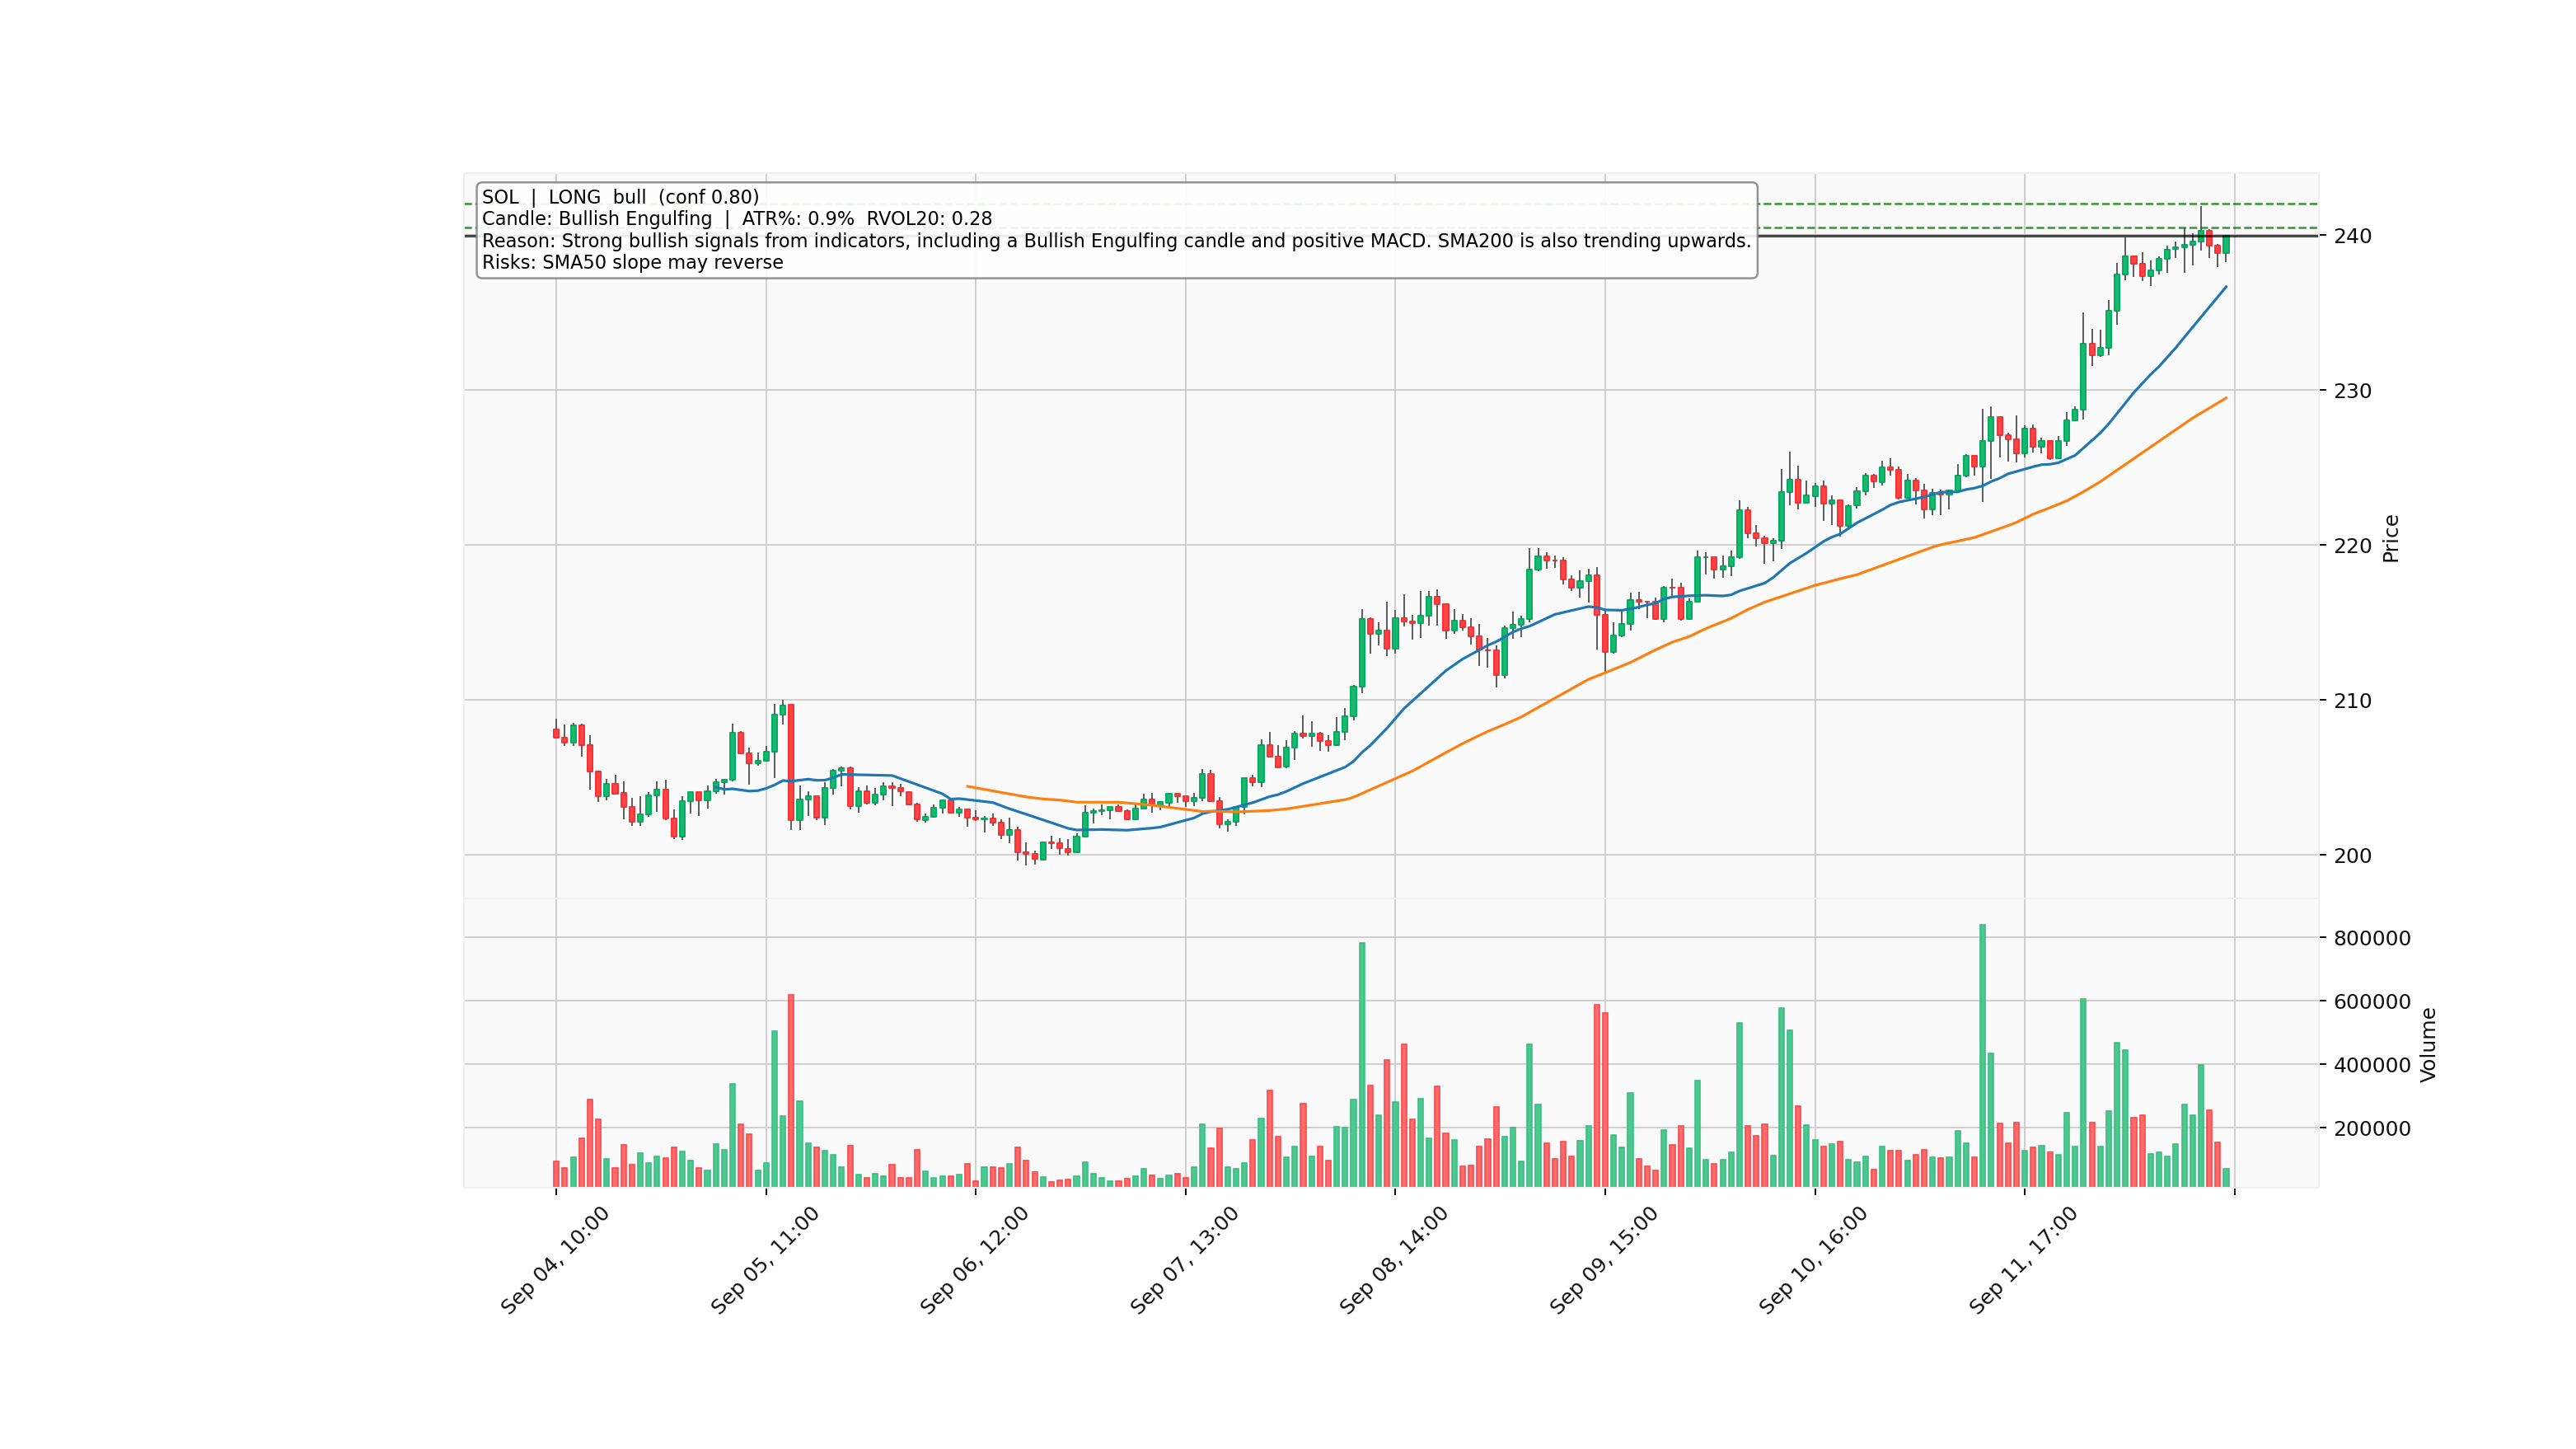 SOL | LONG bull (conf 0.80)
Candle: Bullish Engulfing | ATR%: 0.9% RVOL20: 0.28
Reason: Strong bullish signals from indicators, including a Bullish Engulfing candle and positive MACD. SMA200 is also trending upwards.
Risks: SMA50 slope may reverse
240
230
220
210
200
Price
800000
600000
400000
200000
Volume
Sep 04, 10:00
Sep 05, 11:00
Sep 06, 12:00
Sep 07, 13:00
Sep 08, 14:00
Sep 09, 15:00
Sep 10, 16:00
Sep 11, 17:00